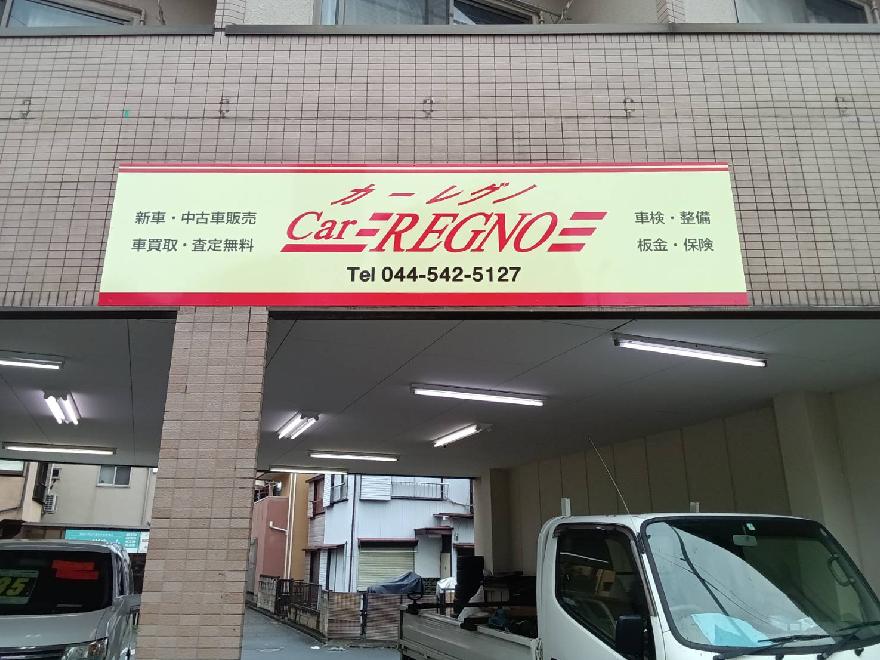 カーレグノ
新車・中古車販売
車買取・査定無料
Car REGNO
車検・整備
板金・保険
Tel 044-542-5127